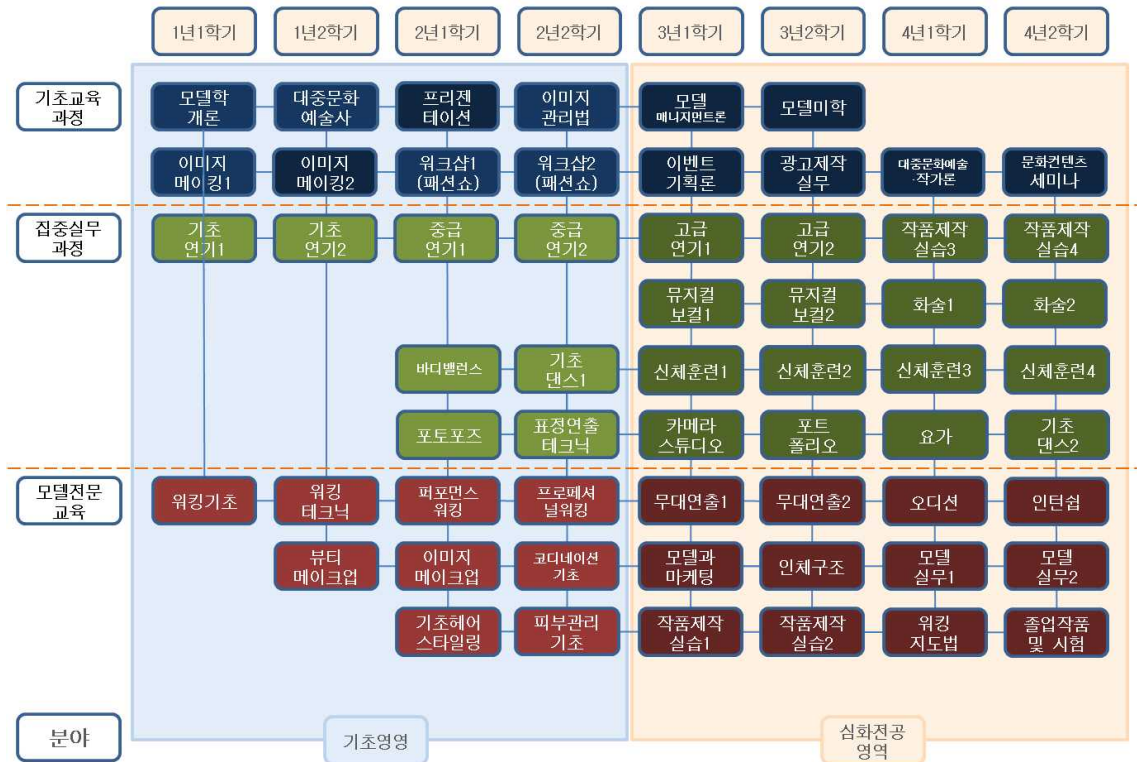 1년1학기
1년2학기
2년1학기
2년2학기
3년1학기
3년2학기
4년1학기
4년2학기
기초교육
과정
모델학
개론
대중문화
예술사
프리젠
테이션
이미지
관리법
모델
매니지먼트론
모델미학
이미지
메이킹1
이미지
메이킹2
워크샵1
(패션쇼)
워크샵2
(패션쇼)
이벤트
기획론
광고제작
실무
대중문화예술
작가론
문화컨텐츠
세미나
집중실무
과정
기초
연기1
기초
연기2
중급
연기1
중급
연기2
고급
연기1
고급
연기2
작품제작
실습3
작품제작
실습4
뮤지컬
보컬1
뮤지컬
보컬2
화술1
화술2
바디밸런스
기초
댄스1
신체훈련1
신체훈련2
신체훈련3
신체훈련4
포토포즈
표정연출
테크닉
카메라
스튜디오
포트
폴리오
요가
기초
댄스2
모델전문
교육
워킹기초
워킹
테크닉
퍼포먼스
워킹
프로페셔
널워킹
무대연출1
무대연출2
오디션
인턴쉽
뷰티
메이크업
이미지
메이크업
코디네이션
기초
모델과
마케팅
인체구조
모델
실무1
모델
실무2
기초헤어
스타일링
피부관리
기초
작품제작
실습1
작품제작
실습2
워킹
지도법
졸업작품
및 시험
분야
기초영영
심화전공
영역